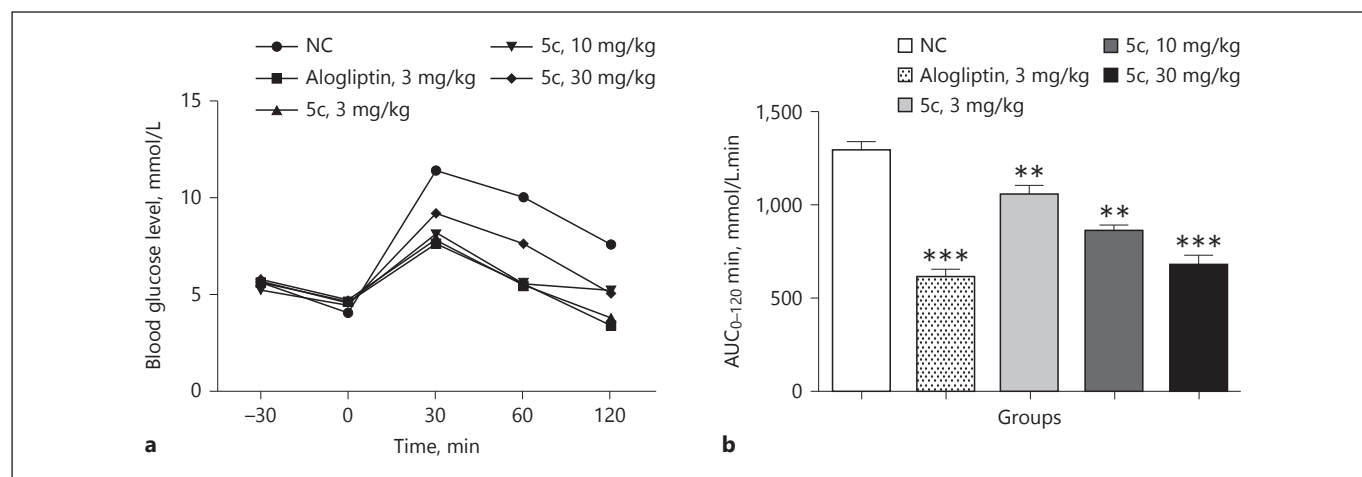 NC
Alogliptin, 3 mg/kg
5c, 3 mg/kg
5c, 10 mg/kg
5c, 30 mg/kg
15
10
5
0
Blood glucose level, mmol/L
–30 0 30 60 120
Time, min
a
NC
Alogliptin, 3 mg/kg
5c, 3 mg/kg
5c, 10 mg/kg
5c, 30 mg/kg
1,500
1,000
500
0
AUC0–120 min, mmol/L.min
***
**
**
***
Groups
b